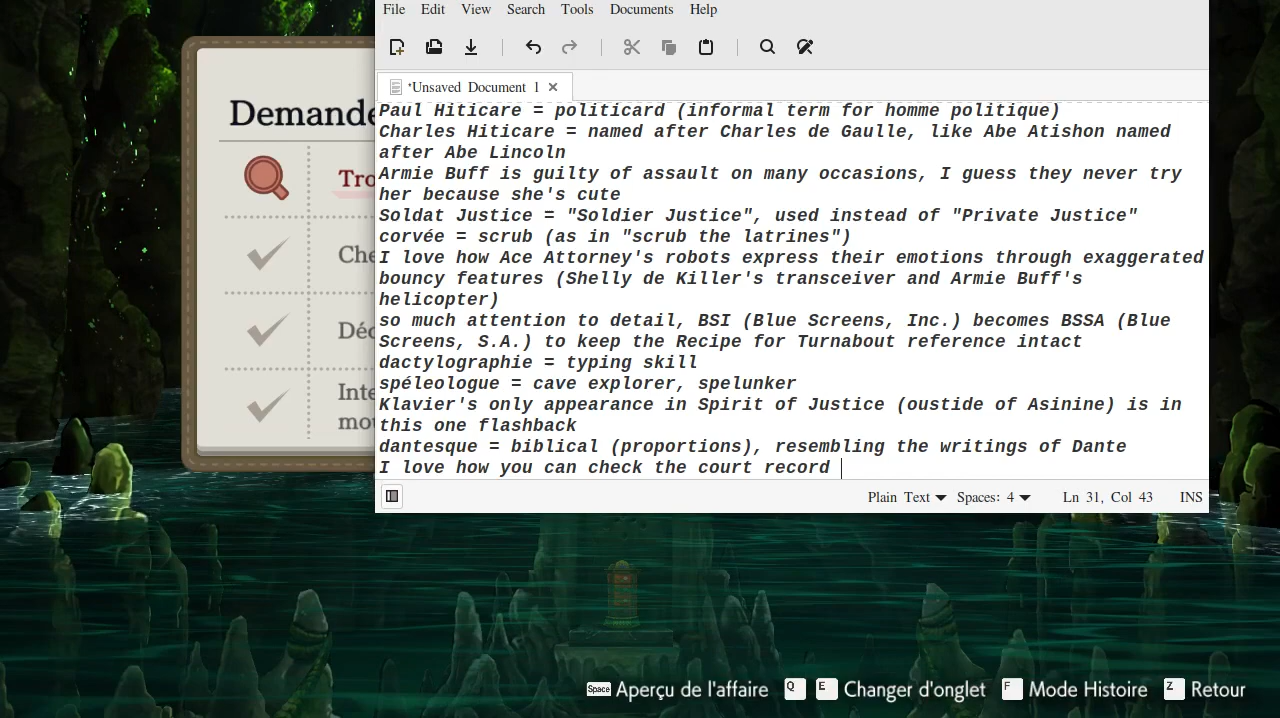 File Edit View Search Tools Documents Help
*Unsaved Document 1
Paul Hiticare = politicard (informal term for homme politique)
Charles Hiticare = named after Charles de Gaulle, like Abe Atishon named
after Abe Lincoln
Armie Buff is guilty of assault on many occasions, I guess they never try
her because she's cute
Soldat Justice = "Soldier Justice", used instead of "Private Justice"
corvée = scrub (as in "scrub the latrines")
I love how Ace Attorney's robots express their emotions through exaggerated
bouncy features (Shelly de Killer's transceiver and Armie Buff's
helicopter)
so much attention to detail, BSI (Blue Screens, Inc.) becomes BSSA (Blue
Screens, S.A.) to keep the Recipe for Turnabout reference intact
dactylographie = typing skill
spéleologue = cave explorer, spelunker
Klavier's only appearance in Spirit of Justice (oustide of Asinine) is in
this one flashback
dantesque = biblical (proportions), resembling the writings of Dante
I love how you can check the court record
Plain Text Spaces: 4 Ln 31, Col 43 INS
Demande
Tro
Che
Déc
Inte
mou
Space Aperçu de l'affaire Q E Changer d'onglet F Mode Histoire Z Retour